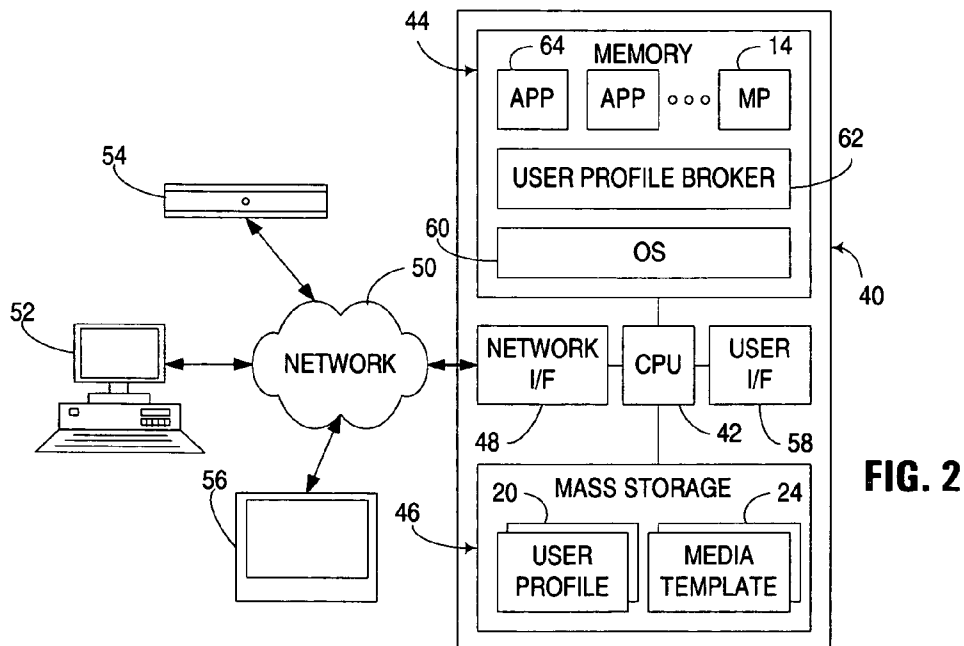 44
64
MEMORY
14
APP
APP
MP
62
USER PROFILE BROKER
60
OS
40
54
50
52
NETWORK
NETWORK
I/F
CPU
USER
I/F
48
42
58
56
46
MASS STORAGE
20
24
USER
PROFILE
MEDIA
TEMPLATE
FIG. 2